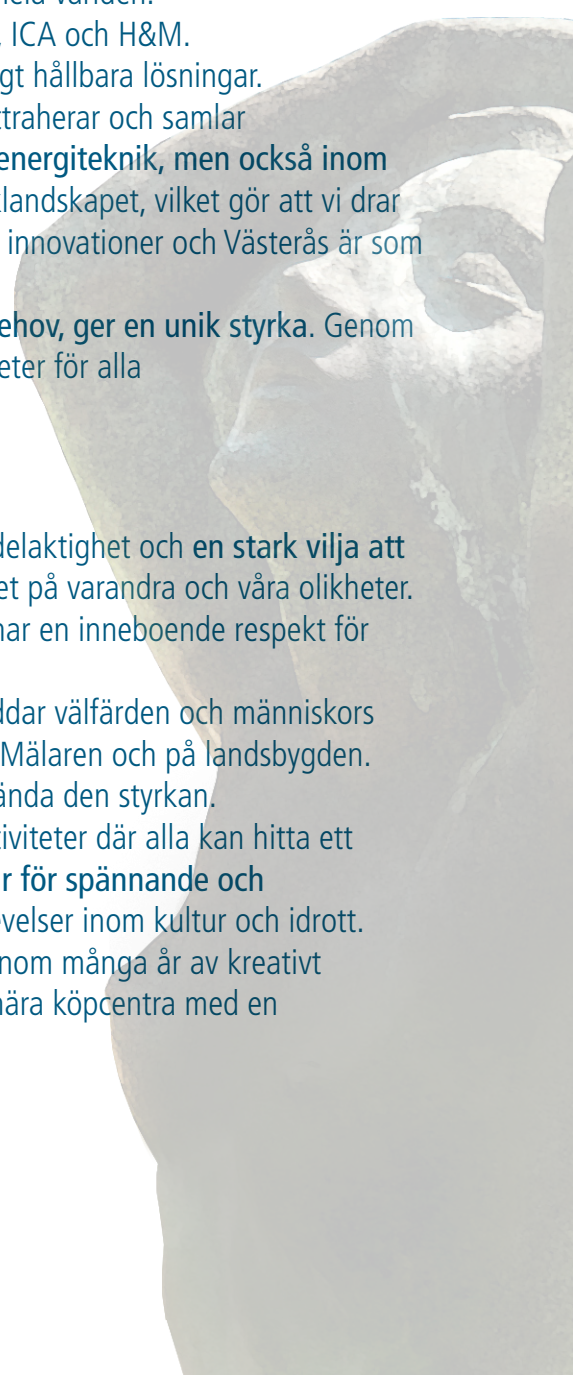 världen.
ICA och H&M.
gt hållbara lösningar.
traherar och samlar
energiteknik, men också inom
landskapet, vilket gör att vi drar
innovationer och Västerås är som
ehov, ger en unik styrka. Genom
eter för alla
delaktighet och en stark vilja att
et på varandra och våra olikheter.
har en inneboende respekt för
ddar välfärden och människors
Mälaren och på landsbygden.
ända den styrkan.
tiviteter där alla kan hitta ett
r för spännande och
evelser inom kultur och idrott.
nom många år av kreativt
nära köpcentra med en